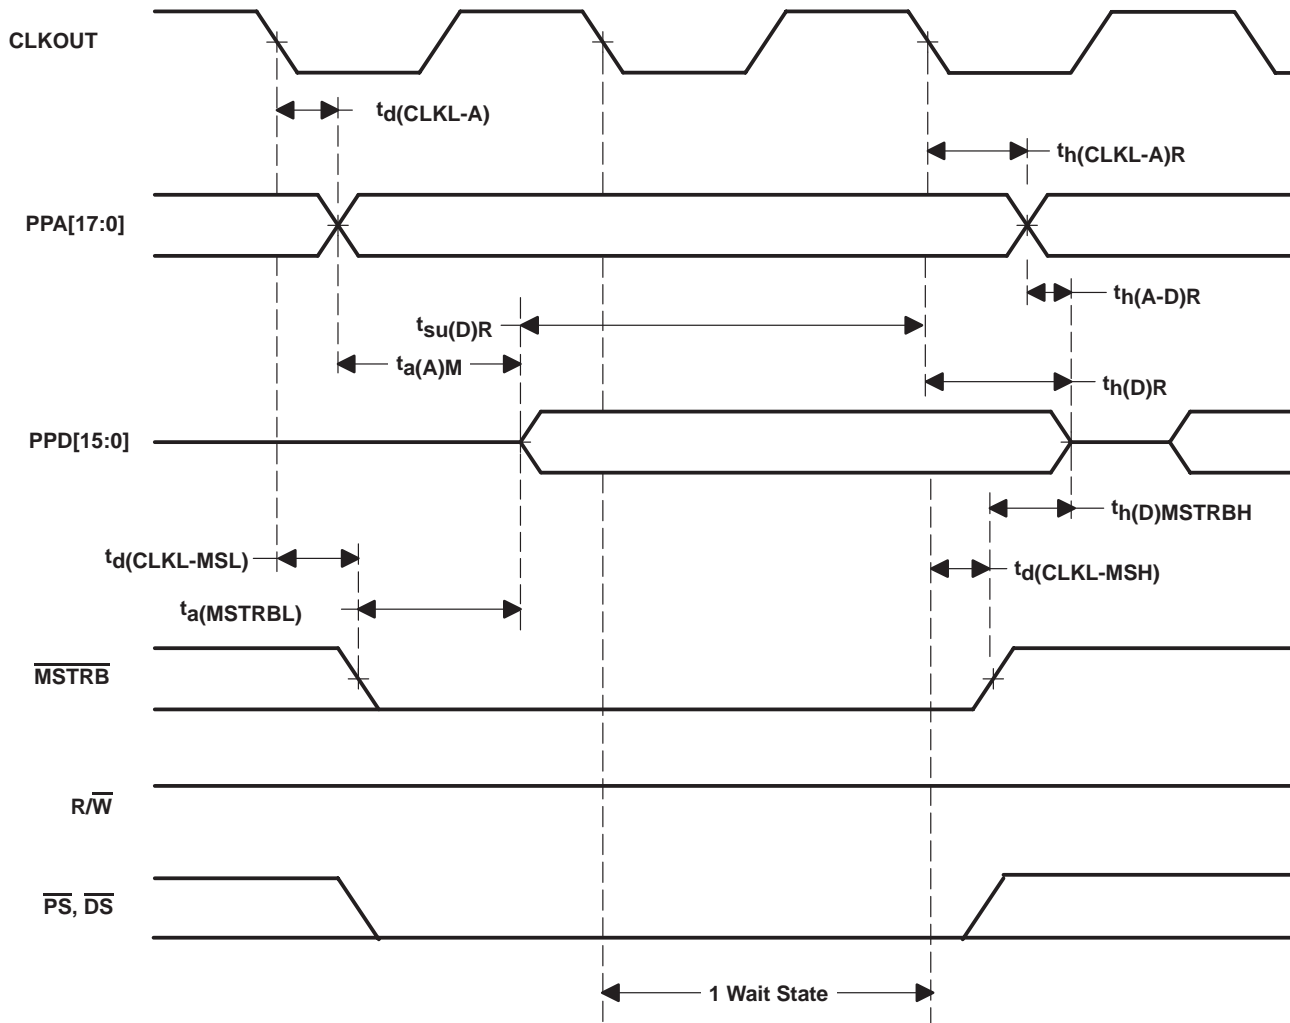 CLKOUT
td(CLKL-A)
th(CLKL-A)R
PPA[17:0]
th(A-D)R
tsu(D)R
ta(A)M
th(D)R
PPD[15:0]
th(D)MSTRBH
td(CLKL-MSL)
td(CLKL-MSH)
ta(MSTRBL)
MSTRB
R/W
PS, DS
1 Wait State